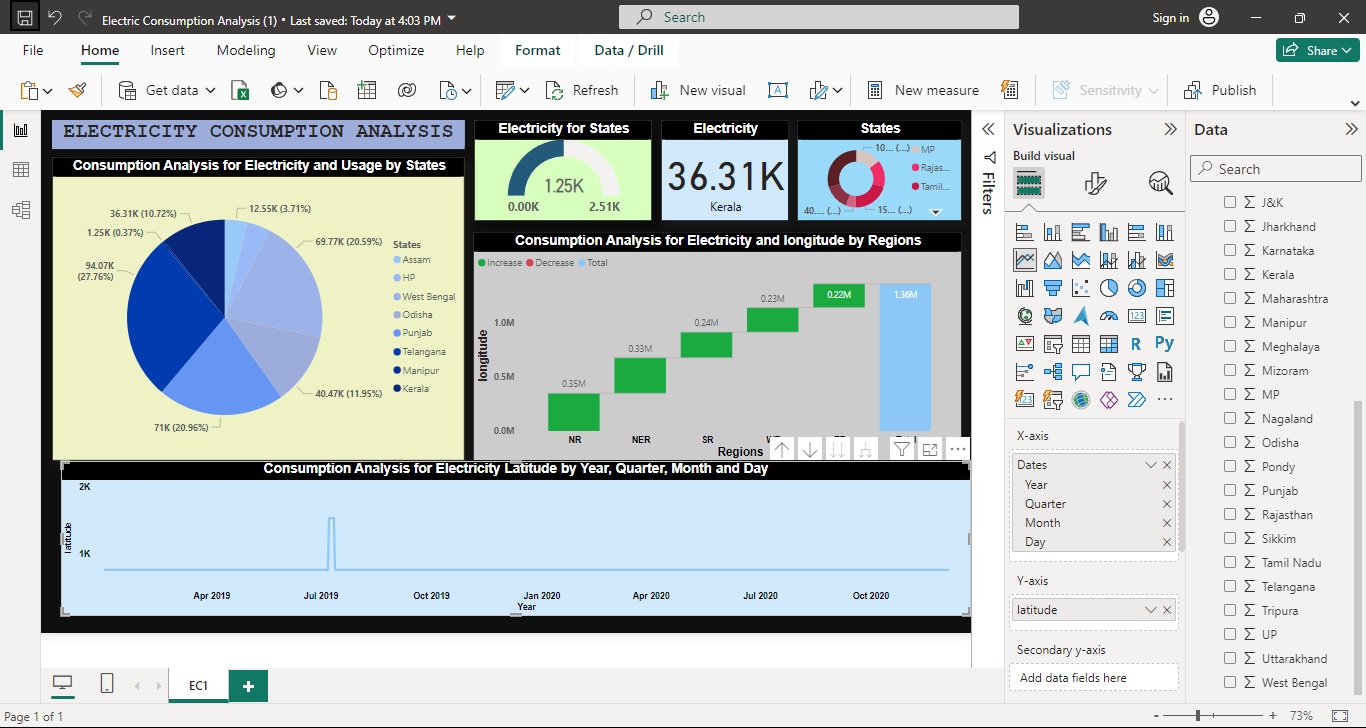 Electric Consumption Analysis (1) • Last saved: Today at 4:03 PM
Search
Sign in
File
Home
Insert
Modeling
View
Optimize
Help
Format
Data / Drill
Share
Get data
Refresh
New visual
New measure
Sensitivity
Publish
ELECTRICITY CONSUMPTION ANALYSIS
Consumption Analysis for Electricity and Usage by States
36.31K (10.72%)
12.55K (3.71%)
1.25K (0.37%)
69.77K (20.59%)
94.07K
(27.76%)
40.47K (11.95%)
71K (20.96%)
States
Assam
HP
West Bengal
Odisha
Punjab
Telangana
Manipur
Kerala
Electricity for States
1.25K
0.00K
2.51K
Electricity
36.31K
Kerala
States
10... (...)
MP
Rajas...
Tamil...
40.... (...)
15... (...)
Consumption Analysis for Electricity and longitude by Regions
Increase
Decrease
Total
longitude
1.0M
0.5M
0.0M
0.35M
0.33M
0.24M
0.23M
0.22M
1.36M
NR
NER
SR
Regions
Consumption Analysis for Electricity Latitude by Year, Quarter, Month and Day
2K
1K
latitude
Apr 2019
Jul 2019
Oct 2019
Jan 2020
Apr 2020
Jul 2020
Oct 2020
Year
Filters
Visualizations
Build visual
R
Py
123
X-axis
Dates
Year
Quarter
Month
Day
Y-axis
latitude
Secondary y-axis
Add data fields here
Data
Search
J&K
Jharkhand
Karnataka
Kerala
Maharashtra
Manipur
Meghalaya
Mizoram
MP
Nagaland
Odisha
Pondy
Punjab
Rajasthan
Sikkim
Tamil Nadu
Telangana
Tripura
UP
Uttarakhand
West Bengal
EC1
Page 1 of 1
73%